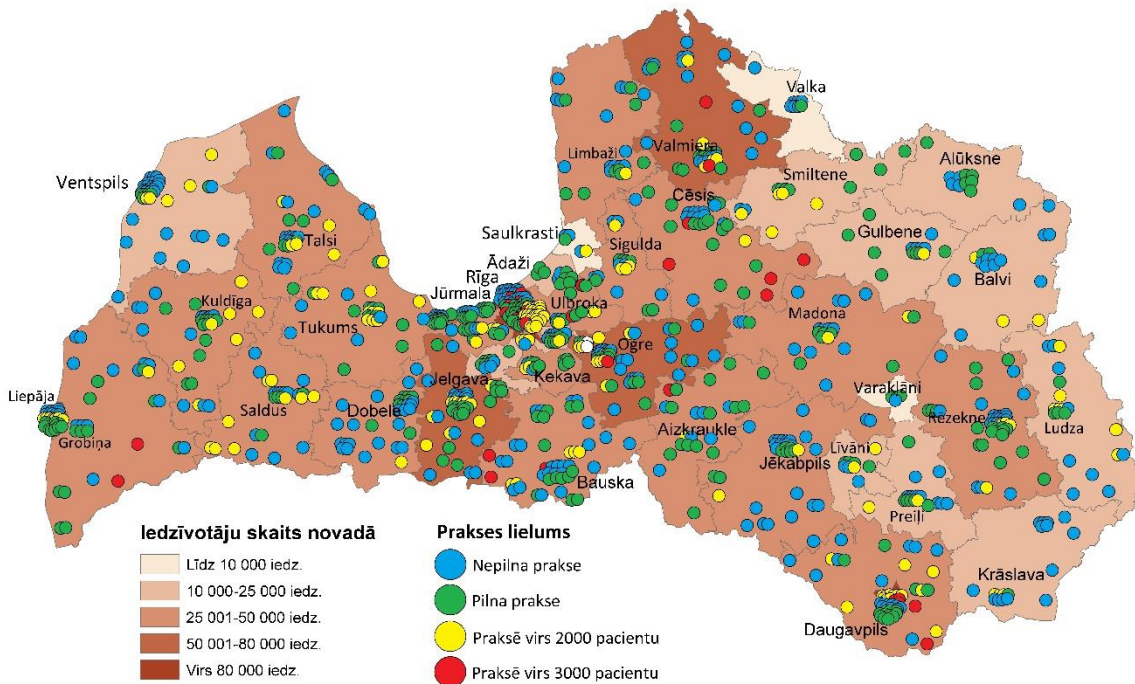 Valka
Valmiera
Limbaži
Alūksne
Smiltene
Ventspils
Cēsis
Talsi
Saulkrasti
Sigulda
Gulbene
Ādaži
Balvi
Rīga
Jūrmala
Ulbroka
Kuldīga
Tukums
Madona
Ogre
Ķekava
Jelgava
Varakļāni
Liepāja
Saldus
Dobele
Rēzekne
Ludza
Grobiņa
Aizkraukle
Līvāni
Jēkabpils
Bauska
Preiļi
Krāslava
Daugavpils
Iedzīvotāju skaits novadā
Līdz 10 000 iedz.
10 000-25 000 iedz.
25 001-50 000 iedz.
50 001-80 000 iedz.
Virs 80 000 iedz.
Prakses lielums
Nepilna prakse
Pilna prakse
Praksē virs 2000 pacientu
Praksē virs 3000 pacientu